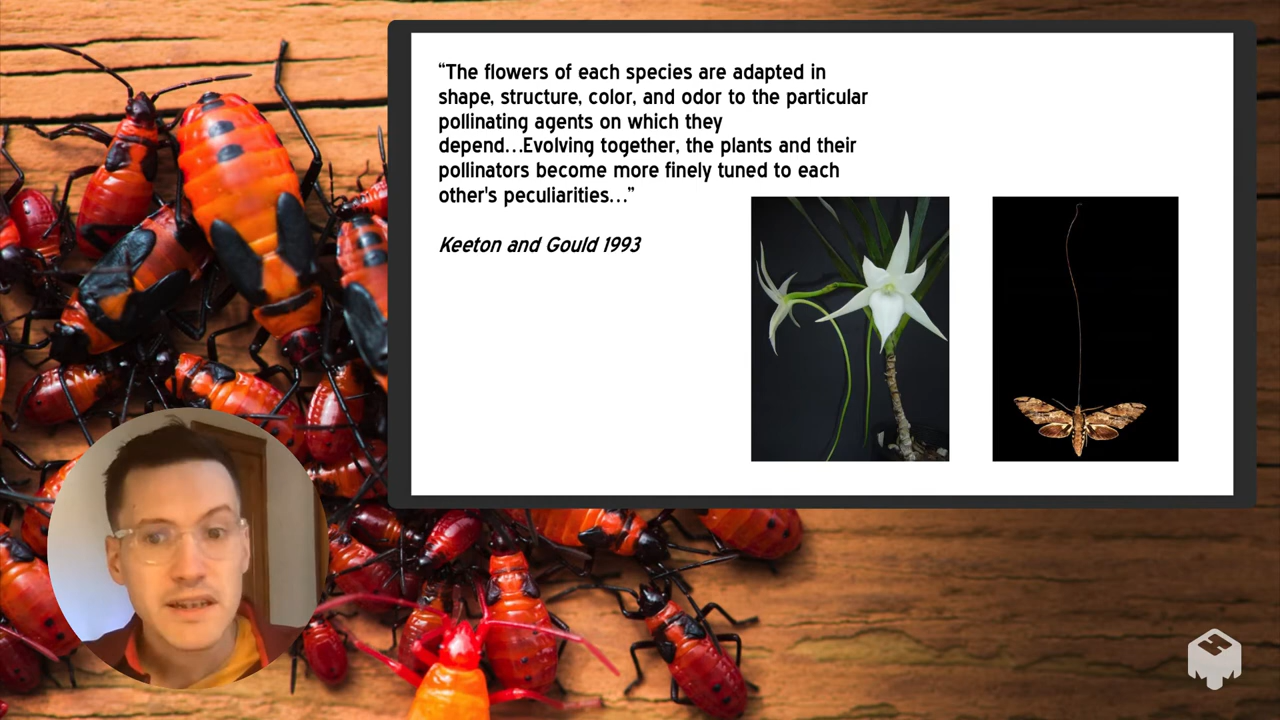 “The flowers of each species are adapted in
shape, structure, color, and odor to the particular
pollinating agents on which they
depend…Evolving together, the plants and their
pollinators become more finely tuned to each
other's peculiarities…”
Keeton and Gould 1993